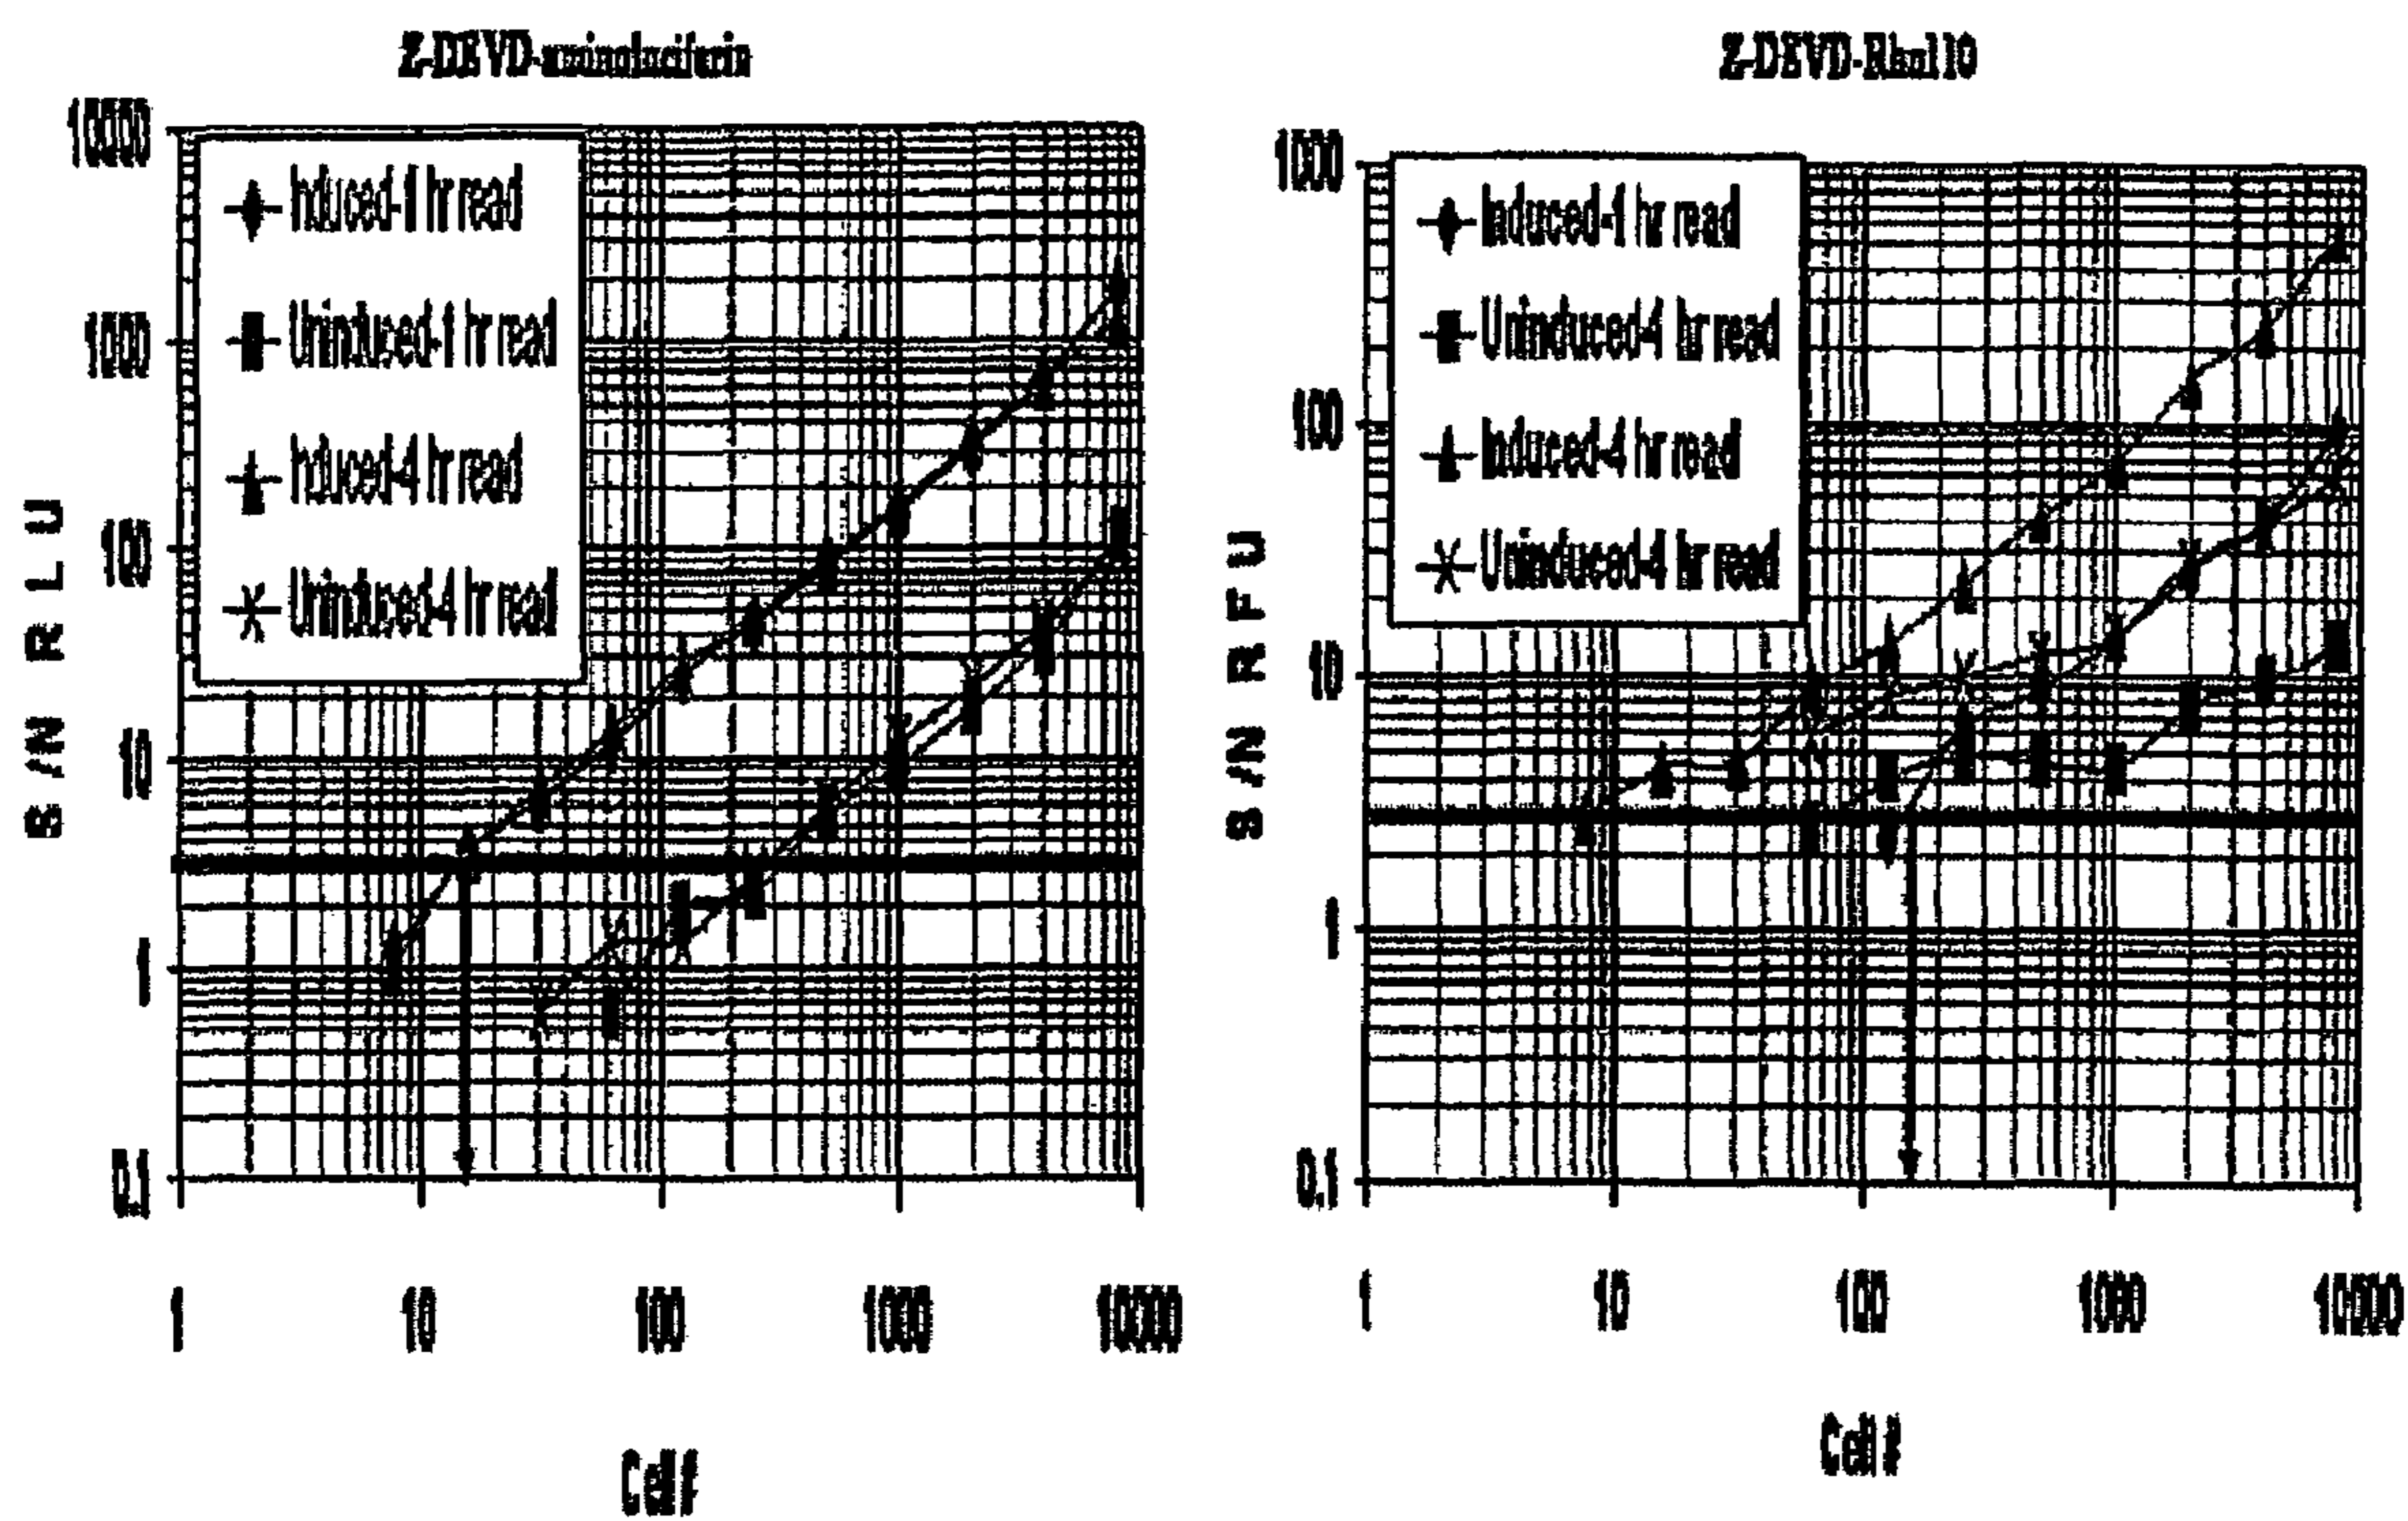 Z-DEVD-aminoluciferin
10000
1000
100
10
1
0.1
S/N RLU
Induced-1 hr read
Uninduced-1 hr read
Induced-4 hr read
Uninduced-4 hr read
1
10
100
1000
10000
Cell #
Z-DEVD-Rho110
1000
100
10
1
0.1
S/N RFU
Induced-1 hr read
Uninduced-1 hr read
Induced-4 hr read
Uninduced-4 hr read
1
10
100
1000
10000
Cell #